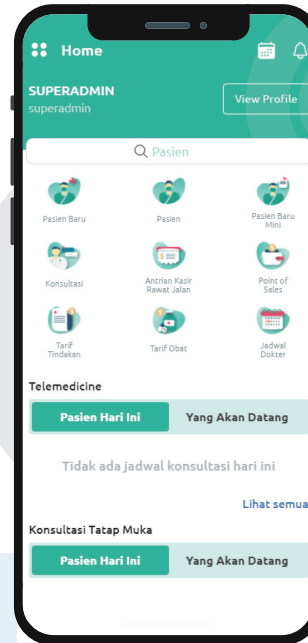 Home
SUPERADMIN
superadmin
View Profile
Pasien
Pasien Baru
Pasien
Pasien Baru
Mini
Konsultasi
Antrian Kasir
Rawat Jalan
Point of
Sales
Tarif
Tindakan
Tarif Obat
Jadwal
Dokter
Telemedicine
Pasien Hari Ini
Yang Akan Datang
Tidak ada jadwal konsultasi hari ini
Lihat semua
Konsultasi Tatap Muka
Pasien Hari Ini
Yang Akan Datang